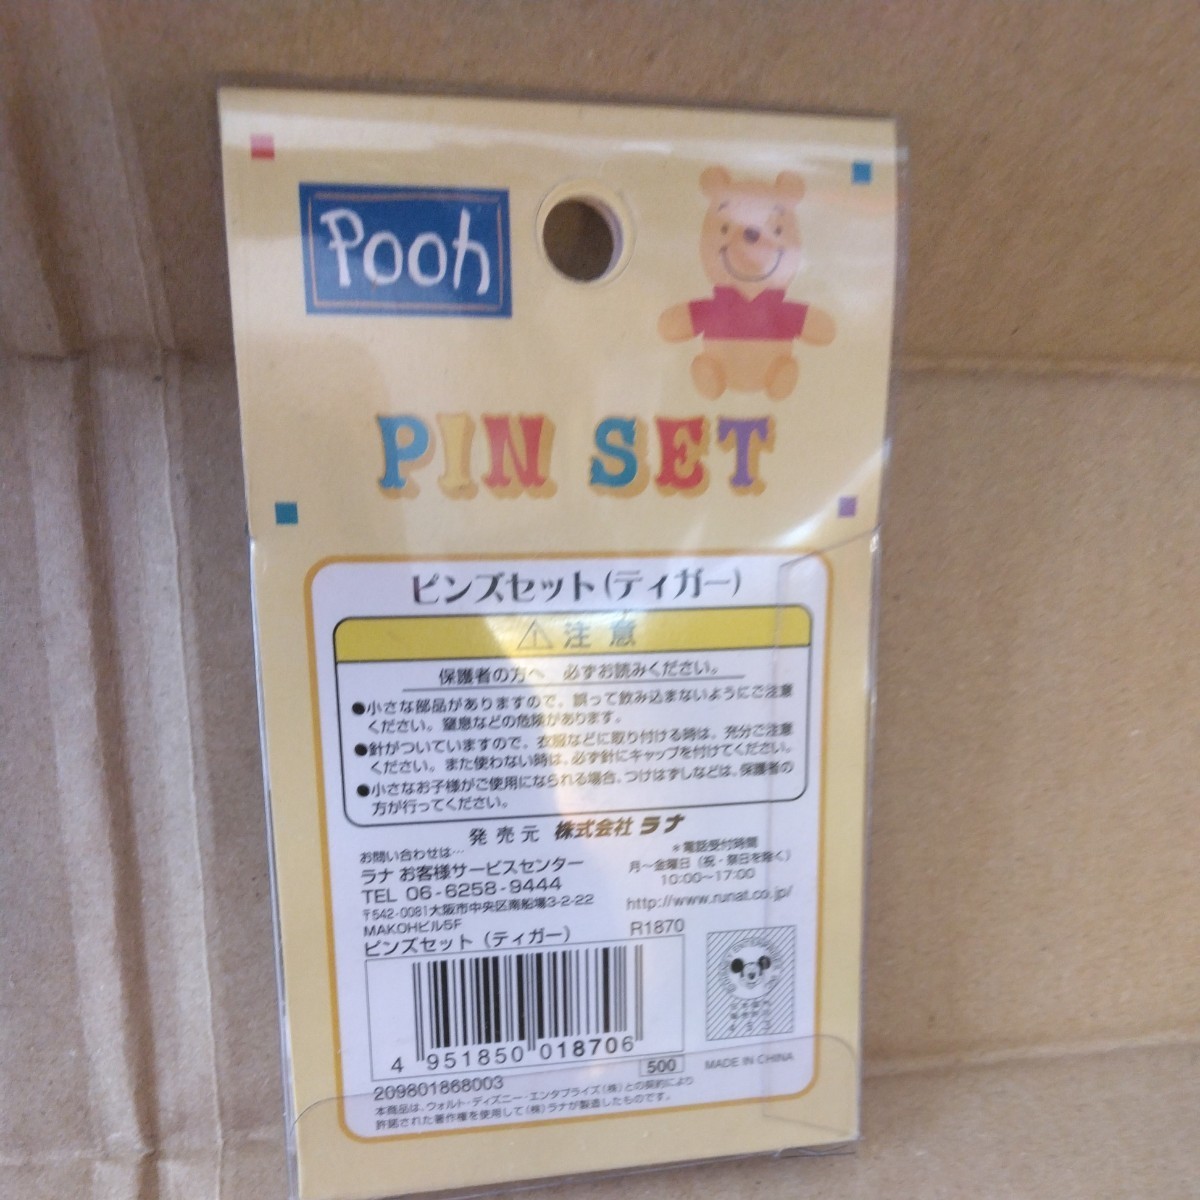 Pooh
PIN SET
ピンズセット(ティガー)
注意
保護者の方へ 必ずお読みください。
●小さな部品がありますので、誤って飲み込まないようにご注意
ください。窒息などの危険があります。
●針がついていますので、衣服などに取り付ける時は、充分ご注意
ください。また使わない時は、必ず針にキャップを付けてください。
●小さなお子様がご使用になられる場合、つけはずしなどは、保護者の
方が行ってください。
発売元 株式会社 ラナ
お問い合わせは…
ラナ お客様サービスセンター
TEL 06-6258-9444
〒542-0081大阪市中央区南船場3-2-22
MAKOHビル5F
*電話受付時間
月〜金曜日(祝・祭日を除く)
10:00〜17:00
http://www.runat.co.jp/
ピンズセット(ティガー)
R1870
4 951850 018706
209801868003
500
MADE IN CHINA
本商品は、ウォルト・ディズニー・エンタプライズ(株)との契約により
許諾された著作権を使用して(株)ラナが製造したものです。